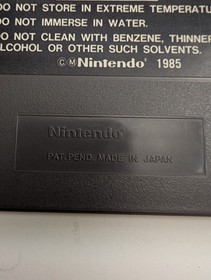 DO NOT STORE IN EXTREME TEMPERATU
DO NOT IMMERSE IN WATER.
DO NOT CLEAN WITH BENZENE, THINNER
ALCOHOL OR OTHER SUCH SOLVENTS.
©Ⓜ Nintendo® 1985
Nintendo®
PAT. PEND. MADE IN JAPAN